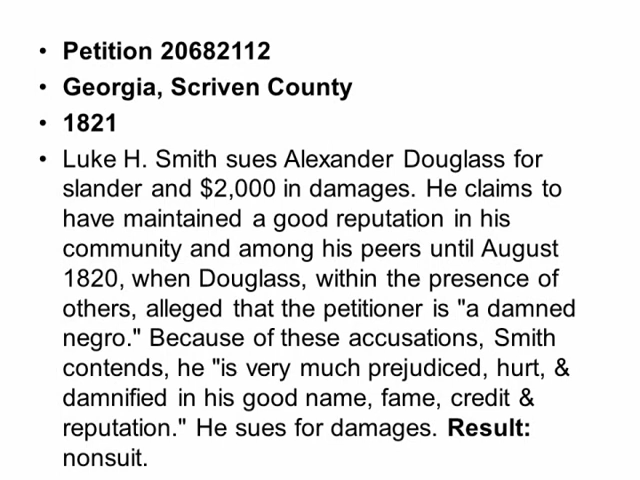 • Petition 20682112
• Georgia, Scriven County
• 1821
• Luke H. Smith sues Alexander Douglass for
slander and $2,000 in damages. He claims to
have maintained a good reputation in his
community and among his peers until August
1820, when Douglass, within the presence of
others, alleged that the petitioner is "a damned
negro." Because of these accusations, Smith
contends, he "is very much prejudiced, hurt, &
damnified in his good name, fame, credit &
reputation." He sues for damages. Result:
nonsuit.